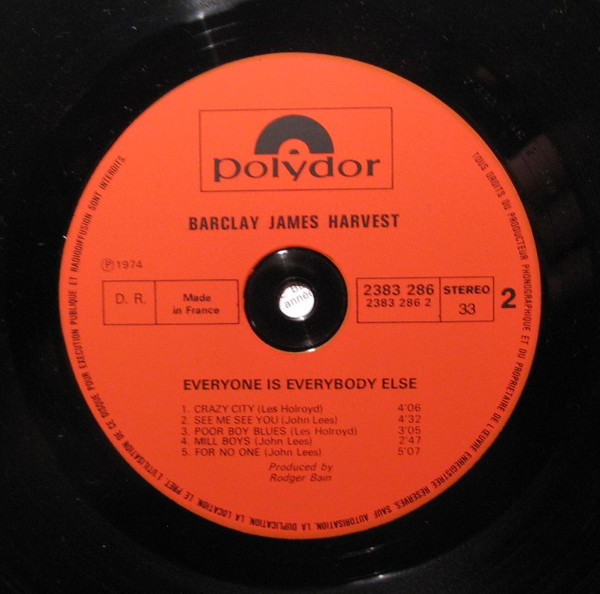 polydor
BARCLAY JAMES HARVEST
℗ 1974
D. R.
Made
in France
2383 286
2383 286 2
STEREO
33
2
EVERYONE IS EVERYBODY ELSE
1. CRAZY CITY (Les Holroyd) 4'06
2. SEE ME SEE YOU (John Lees) 4'32
3. POOR BOY BLUES (Les Holroyd) 3'05
4. MILL BOYS (John Lees) 2'47
5. FOR NO ONE (John Lees) 5'07
Produced by
Rodger Bain
TOUS DROITS DU PRODUCTEUR PHONOGRAPHIQUE ET DU PROPRIETAIRE DE L'ŒUVRE ENREGISTREE RESERVES. SAUF AUTORISATION, LA DUPLICATION, LA LOCATION, LE PRET, L'UTILISATION DE CE DISQUE POUR EXECUTION PUBLIQUE ET RADIODIFFUSION SONT INTERDITS.
année